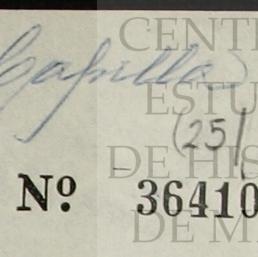 Capilla
CENT
ESTU
(25)
DE HIS
Nº 36410
DE M